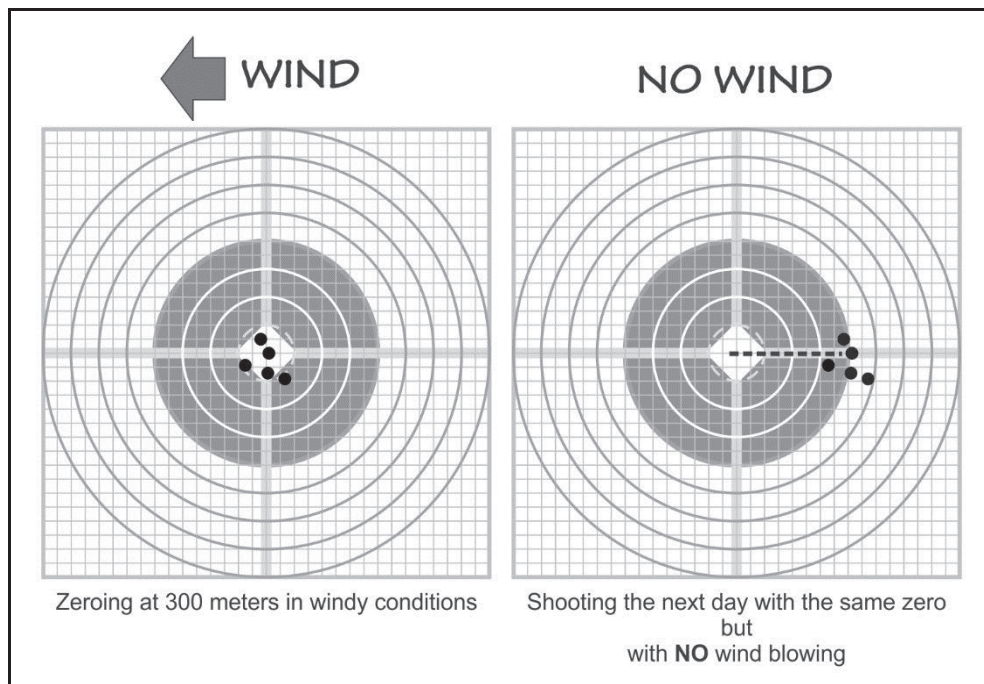 WIND
NO WIND
Zeroing at 300 meters in windy conditions
Shooting the next day with the same zero
but
with NO wind blowing